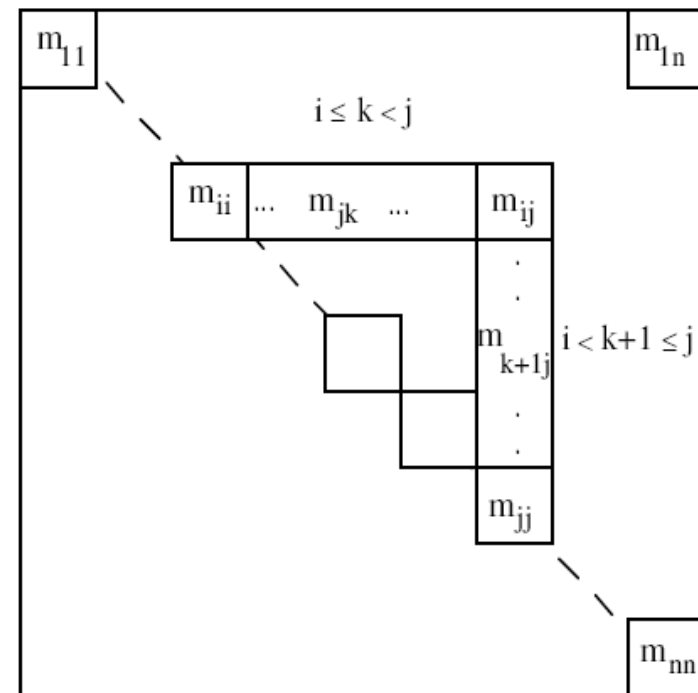 m11 m1n
i ≤ k < j
mii ... mjk ... mij
.
.
mk+1j i < k+1 ≤ j
.
.
mjj
mnn